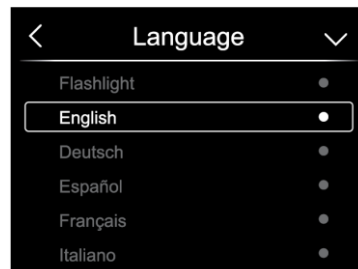 Language
Flashlight
English
Deutsch
Español
Français
Italiano